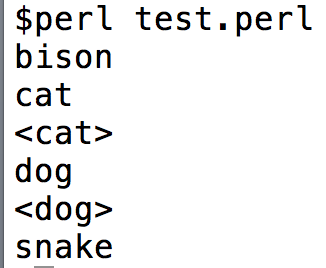 $perl test.perl
bison
cat
<cat>
dog
<dog>
snake